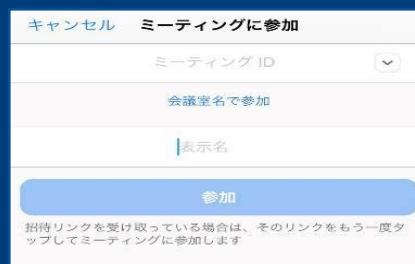 キャンセル ミーティングに参加
ミーティング ID
会議室名で参加
表示名
参加
招待リンクを受け取っている場合は、そのリンクをもう一度タ
ップしてミーティングに参加します